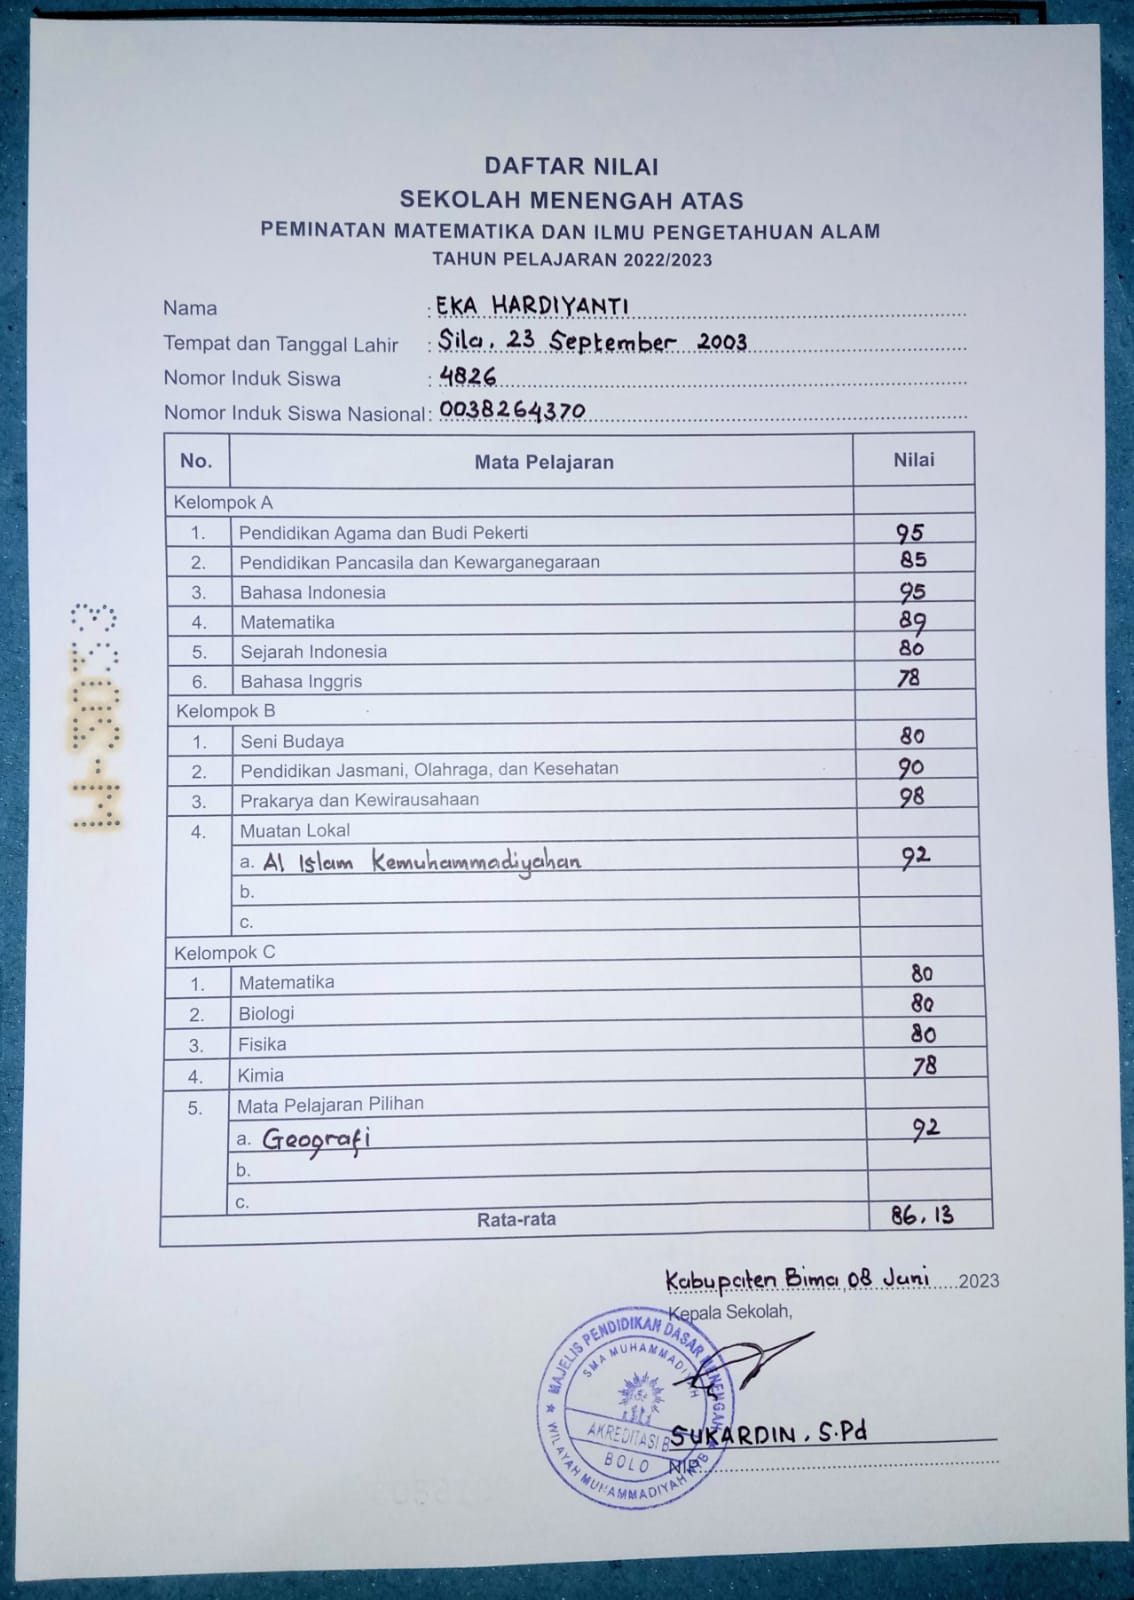 DAFTAR NILAI
SEKOLAH MENENGAH ATAS
PEMINATAN MATEMATIKA DAN ILMU PENGETAHUAN ALAM
TAHUN PELAJARAN 2022/2023
Nama : EKA HARDIYANTI
Tempat dan Tanggal Lahir : Sila, 23 September 2003
Nomor Induk Siswa : 4826
Nomor Induk Siswa Nasional : 0038264370
No. Mata Pelajaran Nilai
Kelompok A
1. Pendidikan Agama dan Budi Pekerti 95
2. Pendidikan Pancasila dan Kewarganegaraan 85
3. Bahasa Indonesia 95
4. Matematika 89
5. Sejarah Indonesia 80
6. Bahasa Inggris 78
Kelompok B
1. Seni Budaya 80
2. Pendidikan Jasmani, Olahraga, dan Kesehatan 90
3. Prakarya dan Kewirausahaan 98
4. Muatan Lokal
a. Al Islam Kemuhammadiyahan 92
b.
c.
Kelompok C
1. Matematika 80
2. Biologi 80
3. Fisika 80
4. Kimia 78
5. Mata Pelajaran Pilihan
a. Geografi 92
b.
c.
Rata-rata 86,13
Kabupaten Bima, 08 Juni 2023
Kepala Sekolah,
MAJELIS PENDIDIKAN DASAR MENENGAH
SMA MUHAMMADIYAH
AKREDITASI B
BOLO
WILAYAH MUHAMMADIYAH NTB
SUKARDIN, S.Pd
NIP.